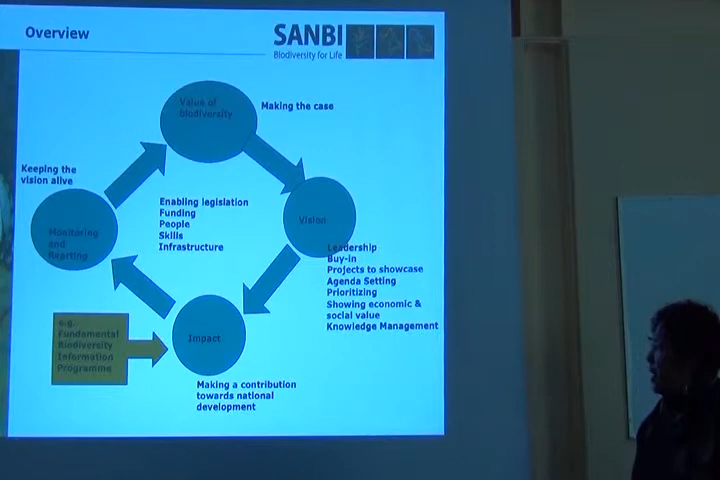 Overview
SANBI
Biodiversity for Life
Value of
biodiversity
Making the case
Keeping the
vision alive
Enabling legislation
Funding
People
Skills
Infrastructure
Vision
Monitoring
and
Reprting
Leadership
Buy-in
Projects to showcase
Agenda Setting
Prioritizing
Showing economic &
social value
Knowledge Management
e.g.
Fundamental
Biodiversity
Information
Programme
Impact
Making a contribution
towards national
development